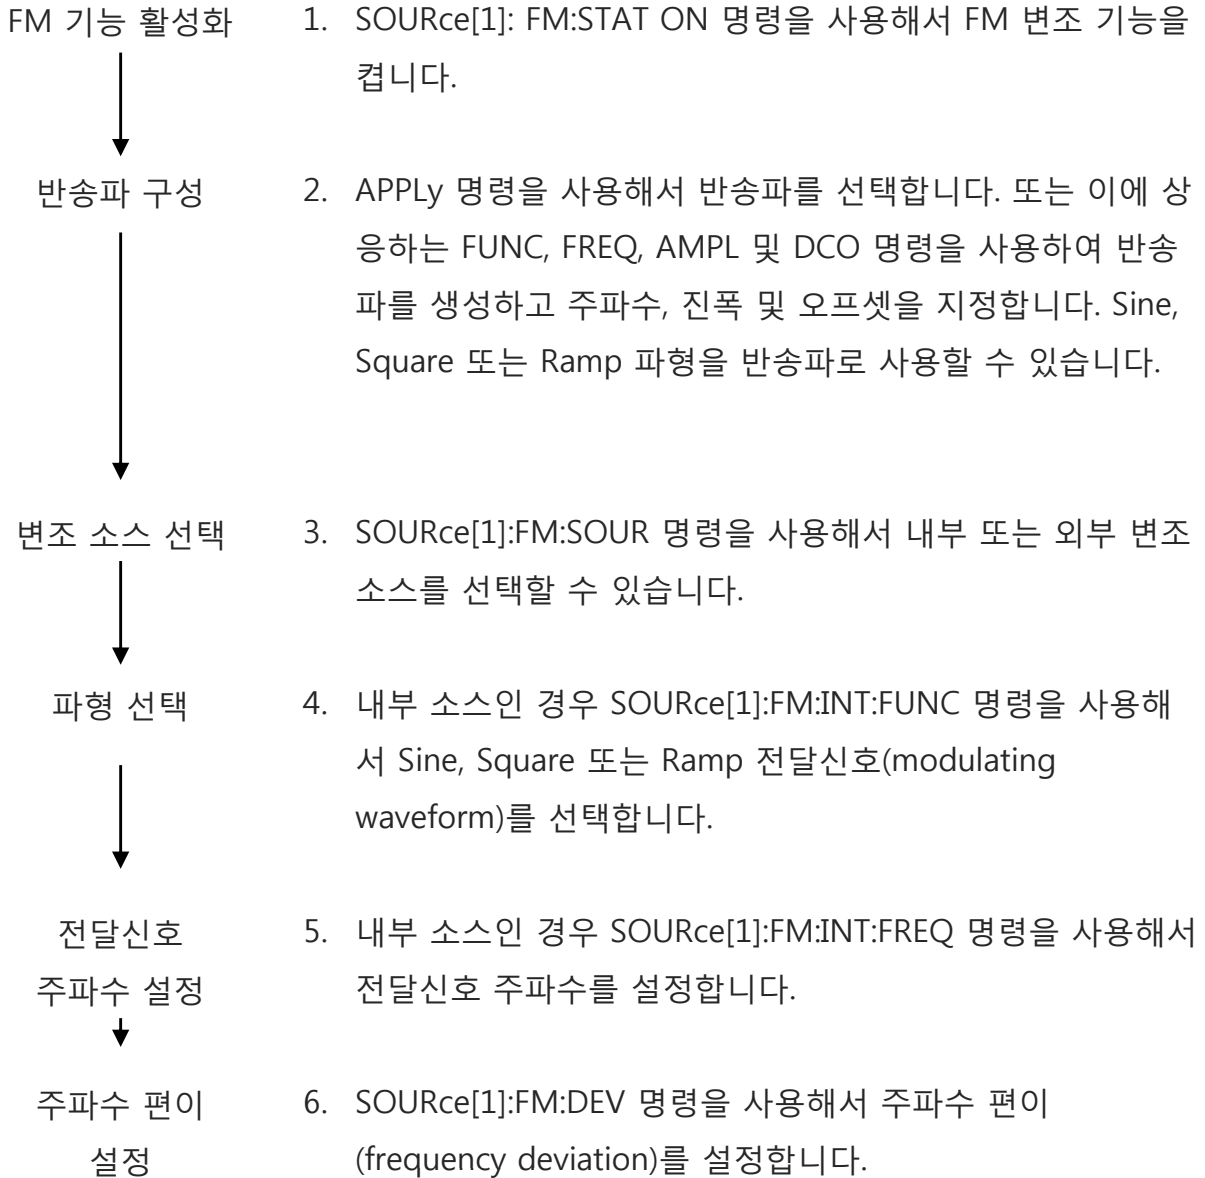 FM 기능 활성화
1. SOURce[1]: FM:STAT ON 명령을 사용해서 FM 변조 기능을
켭니다.
반송파 구성
2. APPLy 명령을 사용해서 반송파를 선택합니다. 또는 이에 상
응하는 FUNC, FREQ, AMPL 및 DCO 명령을 사용하여 반송
파를 생성하고 주파수, 진폭 및 오프셋을 지정합니다. Sine,
Square 또는 Ramp 파형을 반송파로 사용할 수 있습니다.
변조 소스 선택
3. SOURce[1]:FM:SOUR 명령을 사용해서 내부 또는 외부 변조
소스를 선택할 수 있습니다.
파형 선택
4. 내부 소스인 경우 SOURce[1]:FM:INT:FUNC 명령을 사용해
서 Sine, Square 또는 Ramp 전달신호(modulating
waveform)를 선택합니다.
전달신호
주파수 설정
5. 내부 소스인 경우 SOURce[1]:FM:INT:FREQ 명령을 사용해서
전달신호 주파수를 설정합니다.
주파수 편이
설정
6. SOURce[1]:FM:DEV 명령을 사용해서 주파수 편이
(frequency deviation)를 설정합니다.